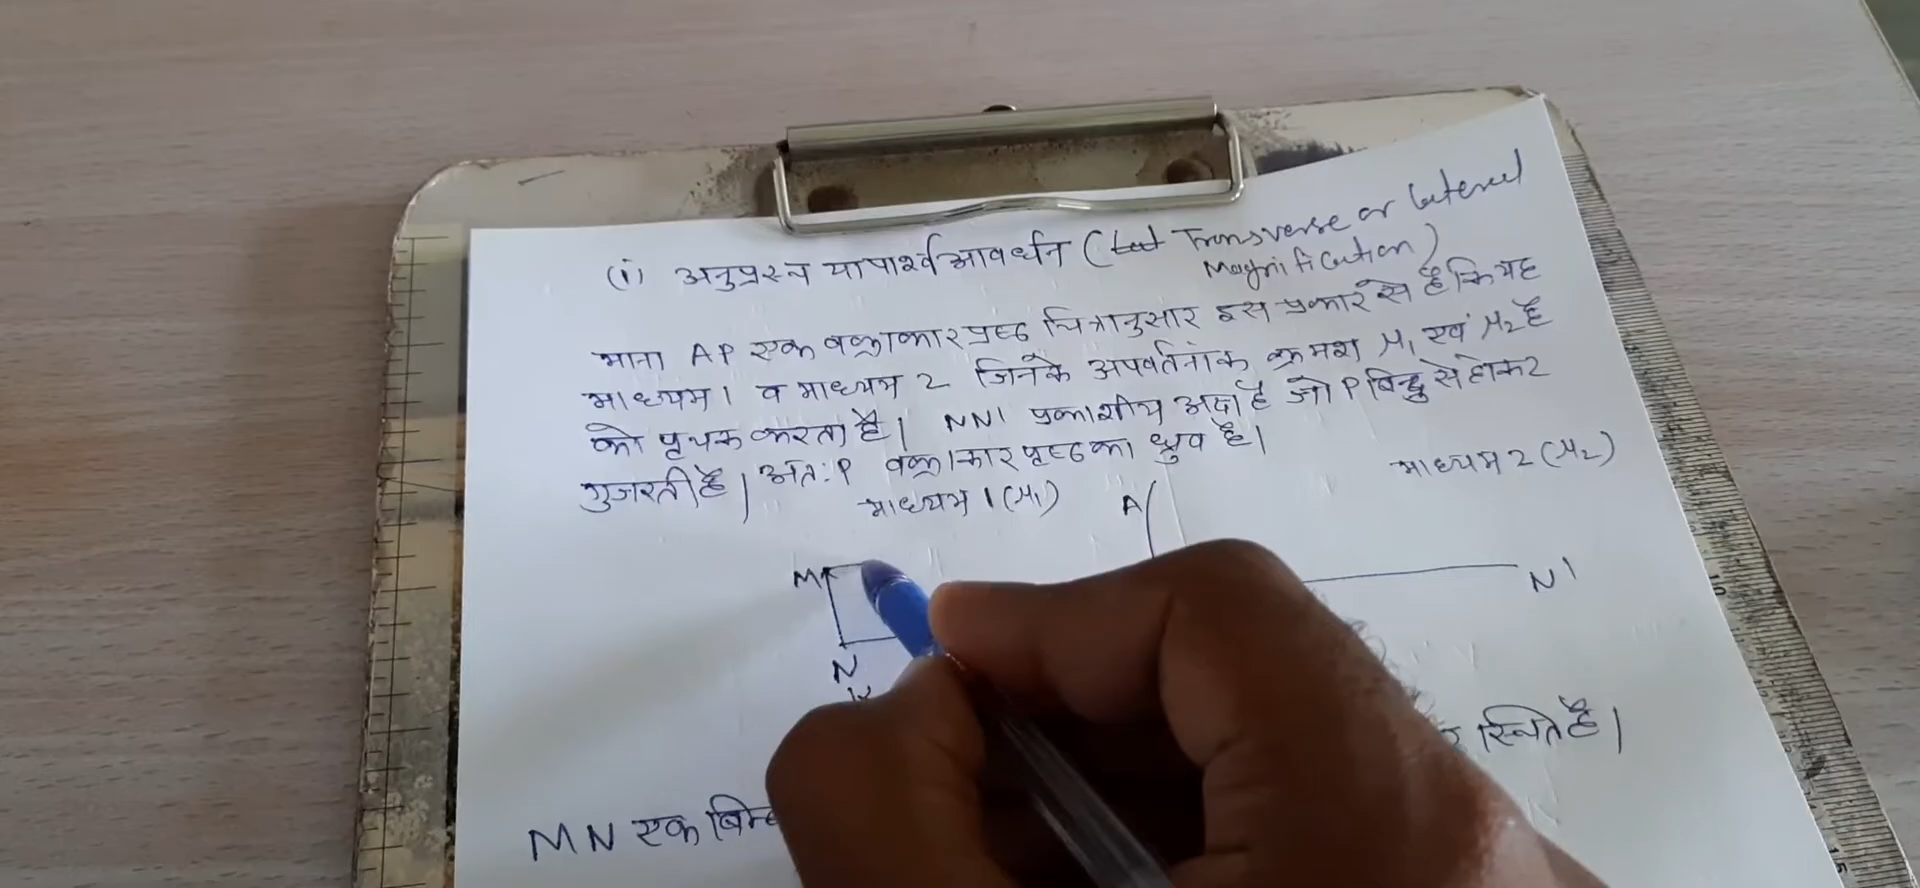 (i) अनुप्रस्थ या पार्श्व आवर्धन ( Transverse or Lateral
Magnification)
माना AP एक वक्राकार प्रष्ठ चित्रानुसार इस प्रकार से है कि यह
माध्यम 1 व माध्यम 2 जिनके अपवर्तनांक क्रमश μ1 एवं μ2 है
को पृथक करता है। NN' प्रकाशीय अक्ष है जो P बिन्दु से होकर
गुजरती है। अत: P वक्राकार पृष्ठ का ध्रुव है।
माध्यम 1 (μ1)
माध्यम 2 (μ2)
A
M
N'
N
स्थित है।
MN एक